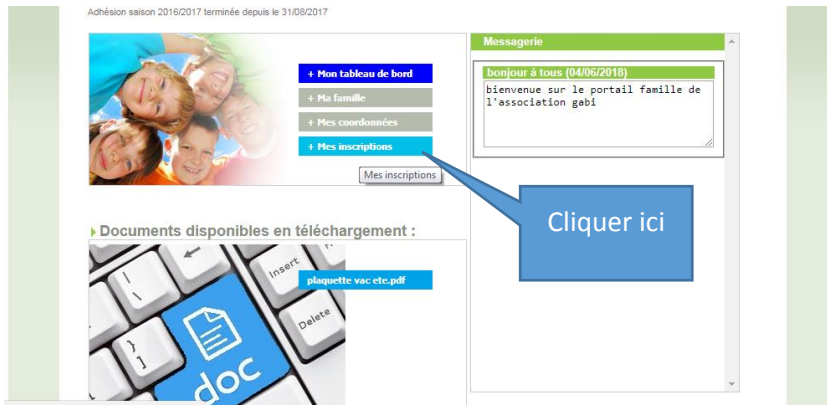 Adhésion saison 2016/2017 terminée depuis le 31/08/2017
+ Mon tableau de bord
+ Ma famille
+ Mes coordonnées
+ Mes inscriptions
Mes inscriptions
Messagerie
bonjour à tous (04/06/2018)
bienvenue sur le portail famille de
l'association gabi
Cliquer ici
Documents disponibles en téléchargement :
plaquette vac ete.pdf
Insert
Delete
doc